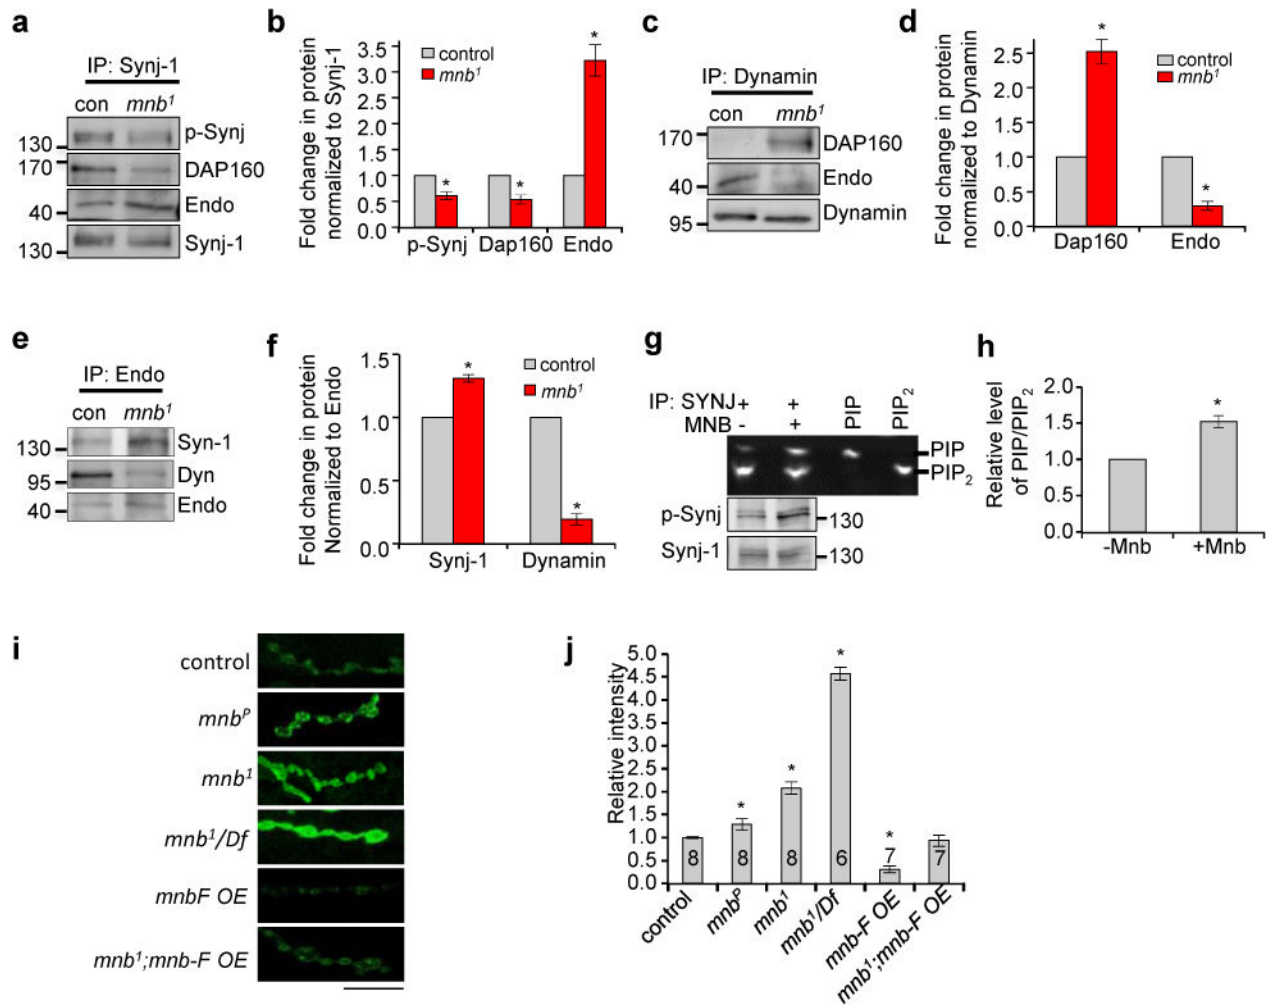 a
IP: Synj-1
con mnb¹
130 p-Synj
170 DAP160
40 Endo
130 Synj-1
b
Fold change in protein
normalized to Synj-1
3.5
3.0
2.5
2.0
1.5
1.0
0.5
0.0
control
mnb¹
*
*
*
p-Synj Dap160 Endo
c
IP: Dynamin
con mnb¹
170 DAP160
40 Endo
95 Dynamin
d
Fold change in protein
normalized to Dynamin
2.5
2.0
1.5
1.0
0.5
0.0
control
mnb¹
*
*
Dap160 Endo
e
IP: Endo
con mnb¹
130 Syn-1
95 Dyn
40 Endo
f
Fold change in protein
Normalized to Endo
1.5
1.0
0.5
0.0
control
mnb¹
*
*
Synj-1 Dynamin
g
IP: SYNJ + + PIP PIP₂
MNB - +
PIP
PIP₂
p-Synj 130
Synj-1 130
h
Relative level
of PIP/PIP₂
2.0
1.5
1.0
0.5
0.0
*
-Mnb +Mnb
i
control
mnbᴾ
mnb¹
mnb¹/Df
mnbF OE
mnb¹;mnb-F OE
j
Relative intensity
5.0
4.5
4.0
3.5
3.0
2.5
2.0
1.5
1.0
0.5
0.0
*
*
*
*
8 8 8 6 7 7
control
mnbᴾ
mnb¹
mnb¹/Df
mnb-F OE
mnb¹;mnb-F OE